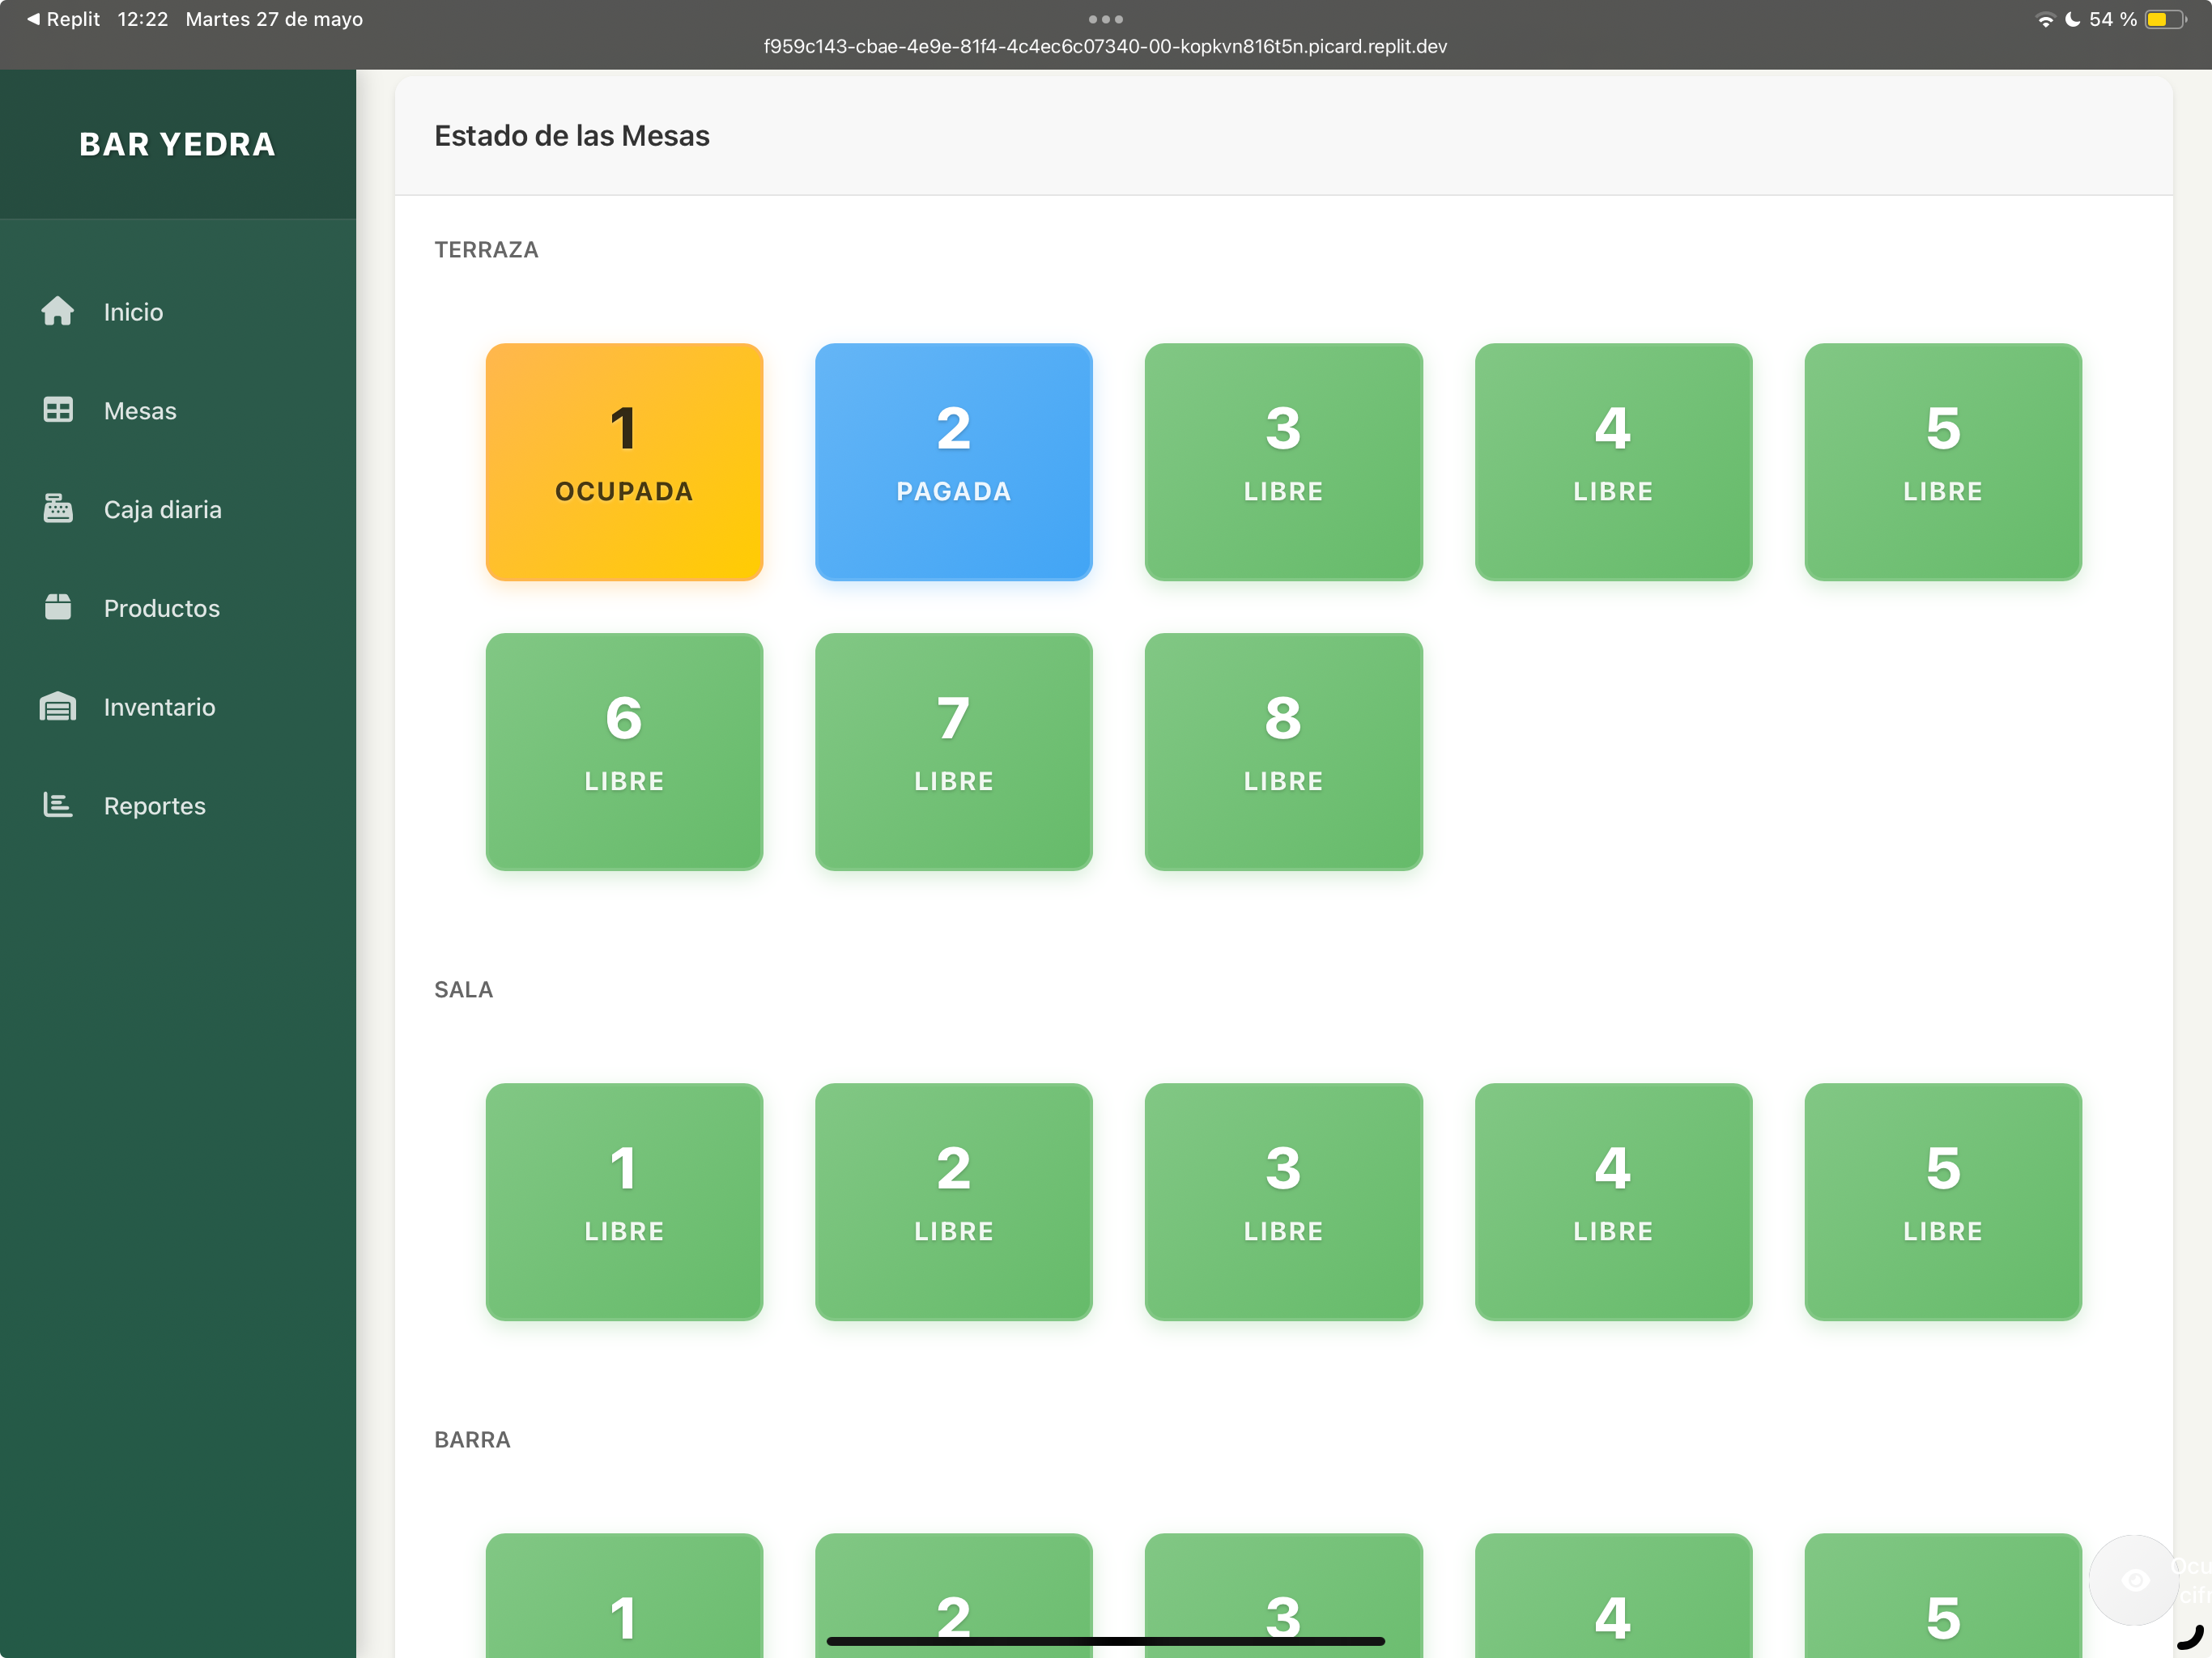 Replit 12:22 Martes 27 de mayo
54 %
f959c143-cbae-4e9e-81f4-4c4ec6c07340-00-kopkvn816t5n.picard.replit.dev
BAR YEDRA
Inicio
Mesas
Caja diaria
Productos
Inventario
Reportes
Estado de las Mesas
TERRAZA
1 2 3 4 5
OCUPADA PAGADA LIBRE LIBRE LIBRE
6 7 8
LIBRE LIBRE LIBRE
SALA
1 2 3 4 5
LIBRE LIBRE LIBRE LIBRE LIBRE
BARRA
1 2 3 4 5